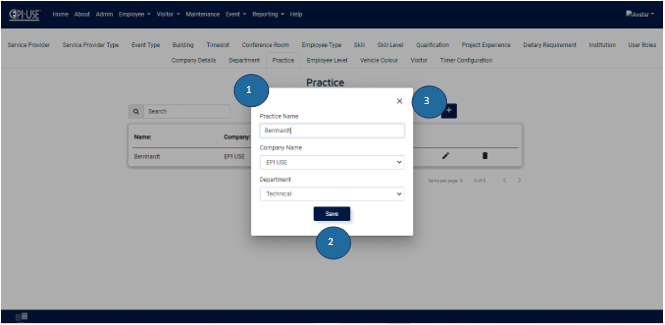 EPI-USE Home About Admin Employee Visitor Maintenance Event Reporting Help Avatar
Service Provider Service Provider Type Event Type Building Timeslot Conference Room Employee Type Skill Skill Level Qualification Project Experience Dietary Requirement Institution User Roles
Company Details Department Practice Employee Level Vehicle Colour Visitor Timer Configuration
Practice
1
3
×
+
Search
Practice Name
Bernhardt
Name: Company:
Company Name
Bernhardt EPI USE
EPI USE
Department
Items per page: 5
Technical
Save
2